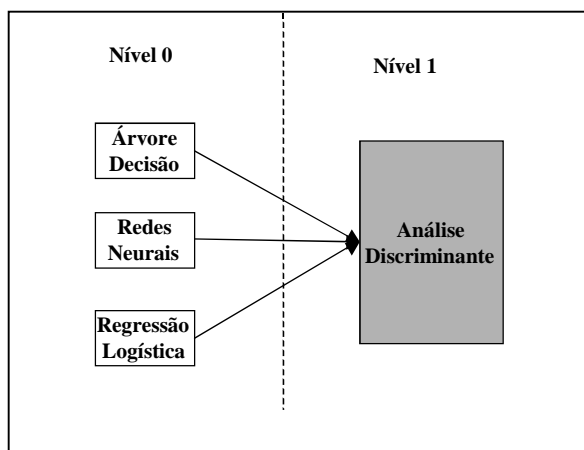 Nível 0
Nível 1
Árvore
Decisão
Redes
Neurais
Regressão
Logística
Análise
Discriminante